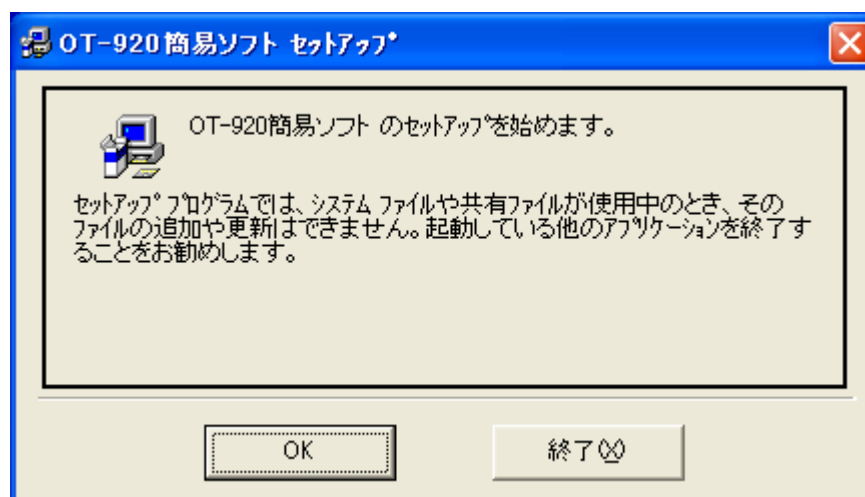 OT-920簡易ソフト ｾｯﾄｱｯﾌﾟ
OT-920簡易ソフト のｾｯﾄｱｯﾌﾟを始めます。
ｾｯﾄｱｯﾌﾟ ﾌﾟﾛｸﾞﾗﾑでは、ｼｽﾃﾑ ﾌｧｲﾙや共有ﾌｧｲﾙが使用中のとき、その
ﾌｧｲﾙの追加や更新はできません。起動している他のｱﾌﾟﾘｹｰｼｮﾝを終了す
ることをお勧めします。
OK
終了(X)